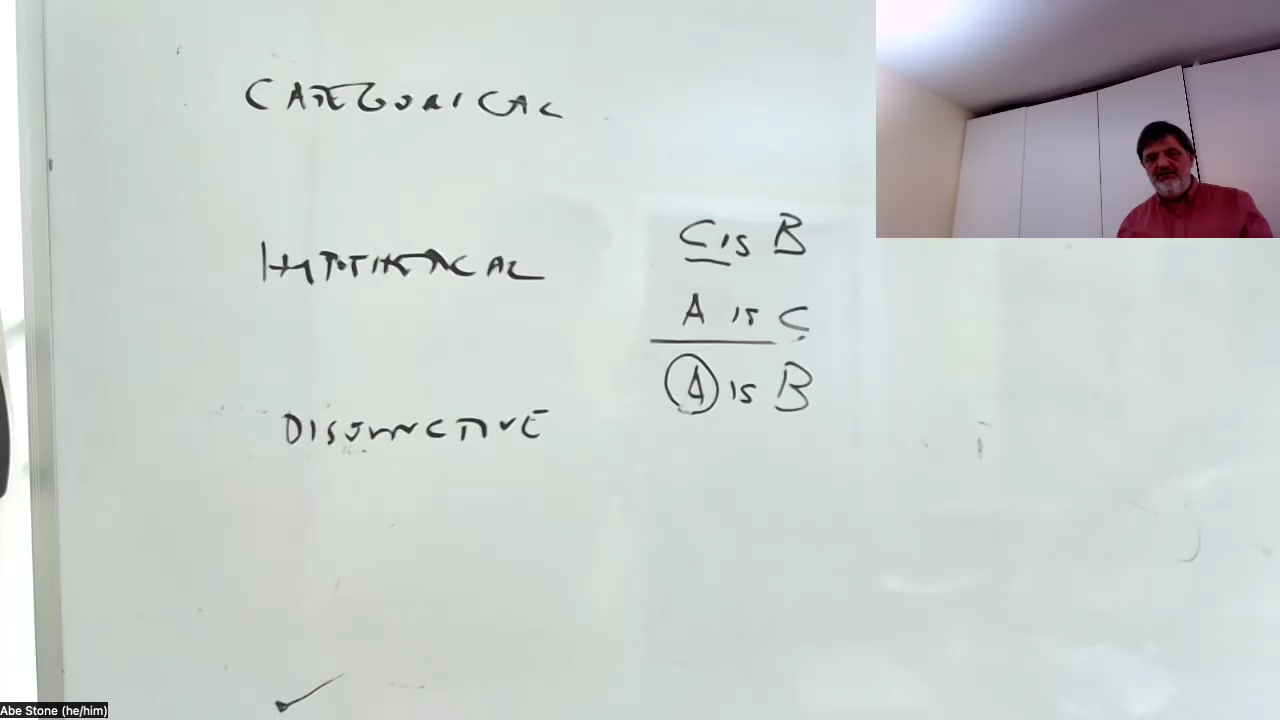 CATEGORICAL
HYPOTHETICAL
DISJUNCTIVE
C is B
A is C
A is B
Abe Stone (he/him)